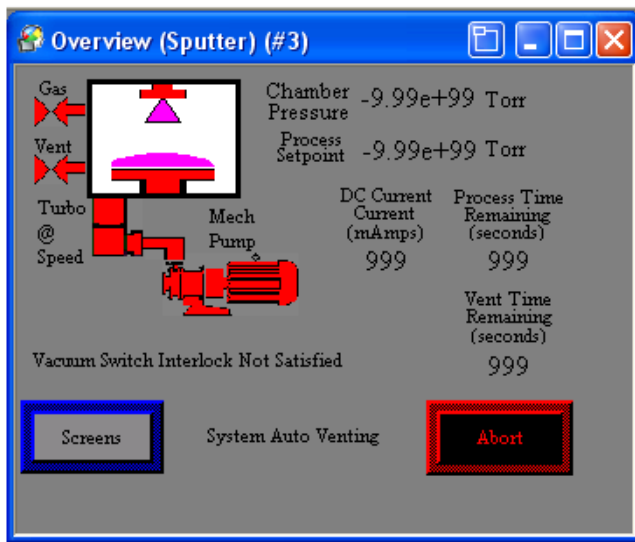 Overview (Sputter) (#3)
Gas
Chamber
Pressure
-9.99e+99 Torr
Vent
Process
Setpoint
-9.99e+99 Torr
Turbo
@
Speed
Mech
Pump
DC Current
Current
(mAmps)
999
Process Time
Remaining
(seconds)
999
Vent Time
Remaining
(seconds)
999
Vacuum Switch Interlock Not Satisfied
Screens
System Auto Venting
Abort